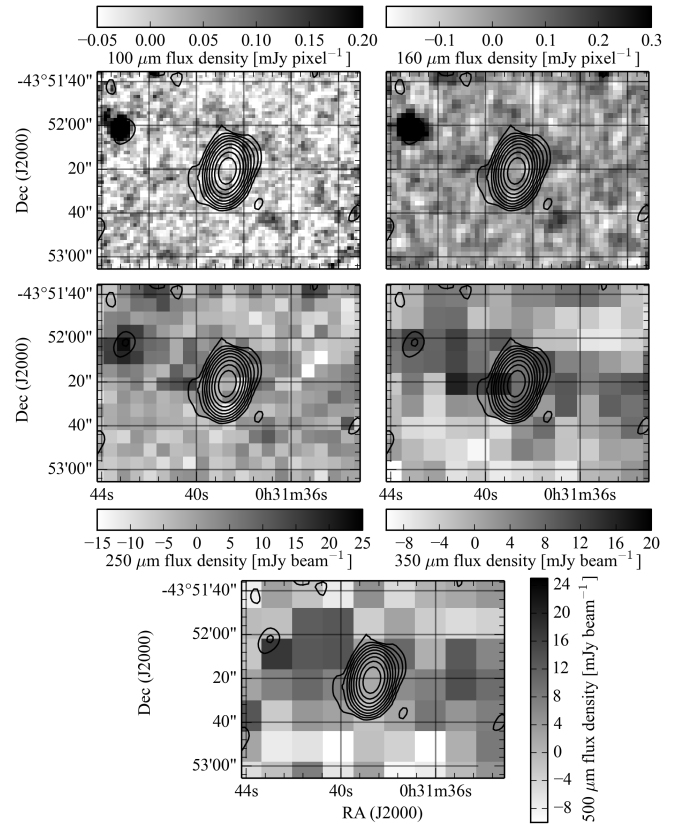 −0.05 0.00 0.05 0.10 0.15 0.20
100 μm flux density [mJy pixel⁻¹]
−0.1 0.0 0.1 0.2 0.3
160 μm flux density [mJy pixel⁻¹]
-43°51'40"
52'00"
20"
40"
53'00"
Dec (J2000)
-43°51'40"
52'00"
20"
40"
53'00"
Dec (J2000)
44s 40s 0h31m36s
44s 40s 0h31m36s
−15 −10 −5 0 5 10 15 20 25
250 μm flux density [mJy beam⁻¹]
−8 −4 0 4 8 12 16 20
350 μm flux density [mJy beam⁻¹]
-43°51'40"
52'00"
20"
40"
53'00"
Dec (J2000)
44s 40s 0h31m36s
RA (J2000)
24
20
16
12
8
4
0
−4
−8
500 μm flux density [mJy beam⁻¹]